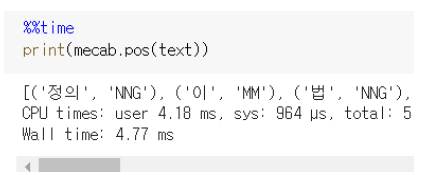 %%time
print(mecab.pos(text))
[('정의', 'NNG'), ('이', 'MM'), ('법', 'NNG'),
CPU times: user 4.18 ms, sys: 964 µs, total: 5
Wall time: 4.77 ms